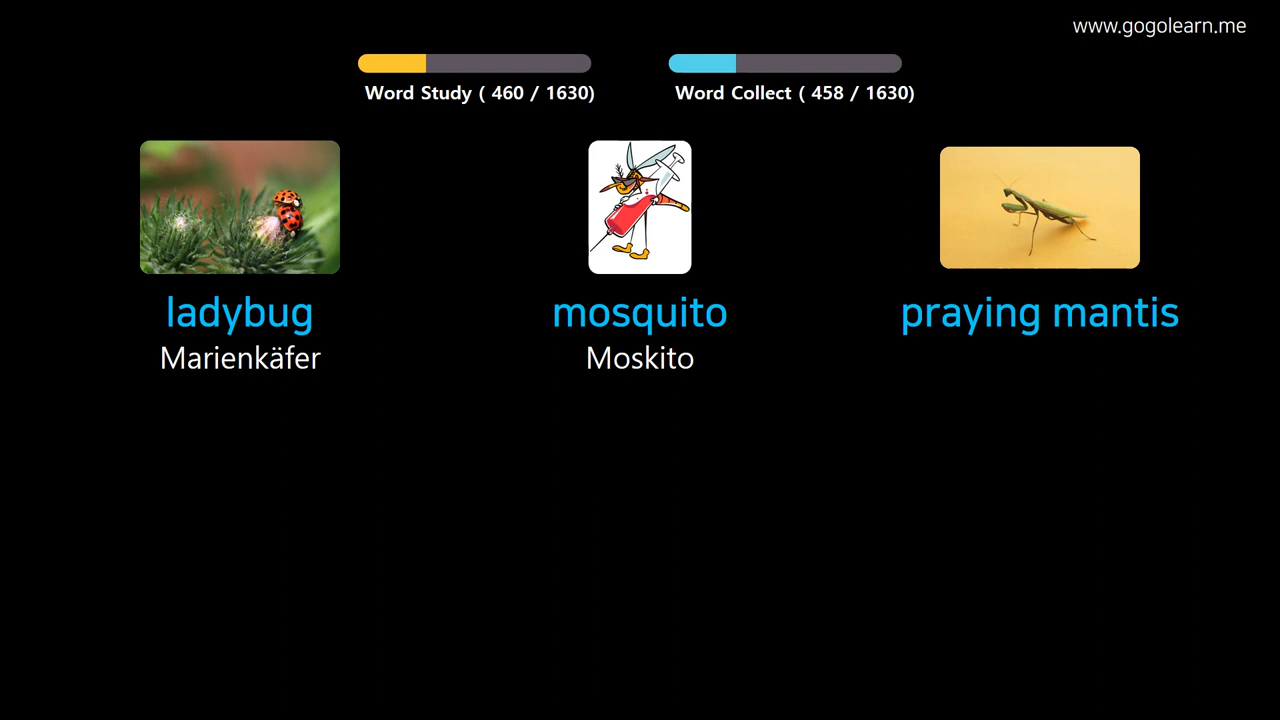 www.gogolearn.me
Word Study ( 460 / 1630)
Word Collect ( 458 / 1630)
ladybug
mosquito
praying mantis
Marienkäfer
Moskito